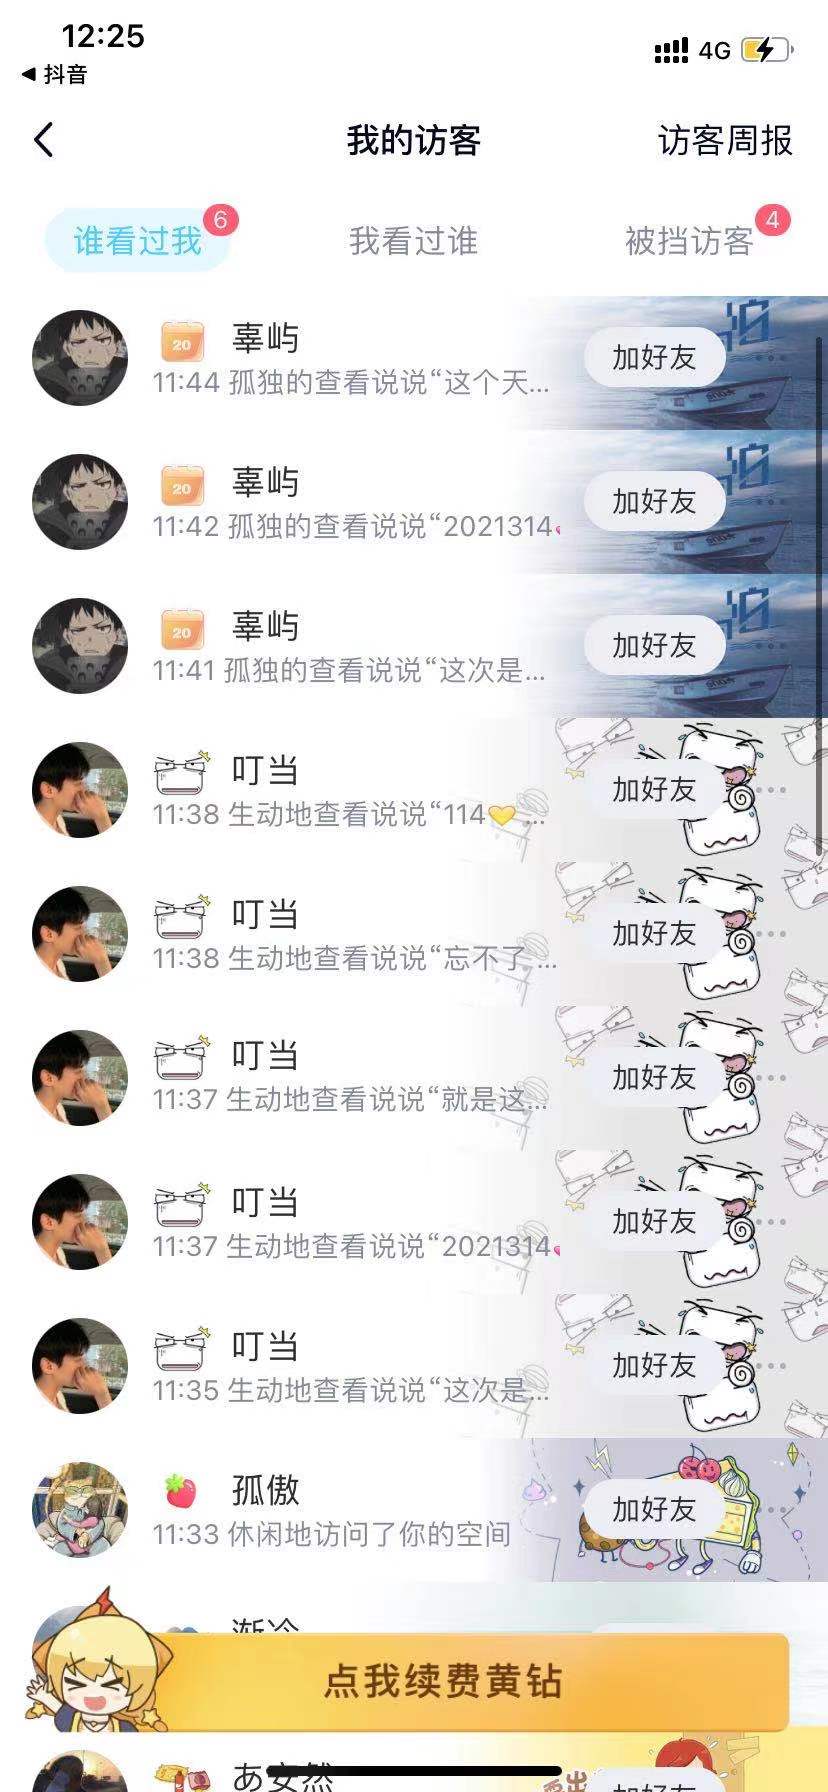 12:25
4G
◀ 抖音
我的访客
访客周报
谁看过我
6
我看过谁
被挡访客
4
20
辜屿
加好友
11:44 孤独的查看说说“这个天...
20
辜屿
加好友
11:42 孤独的查看说说“2021314
20
辜屿
加好友
11:41 孤独的查看说说“这次是...
叮当
加好友
11:38 生动地查看说说“114💛...
叮当
加好友
11:38 生动地查看说说“忘不了 ...
叮当
加好友
11:37 生动地查看说说“就是这...
叮当
加好友
11:37 生动地查看说说“2021314
叮当
加好友
11:35 生动地查看说说“这次是...
孤傲
加好友
11:33 休闲地访问了你的空间
渐冷
点我续费黄钻
あ安然
加好友